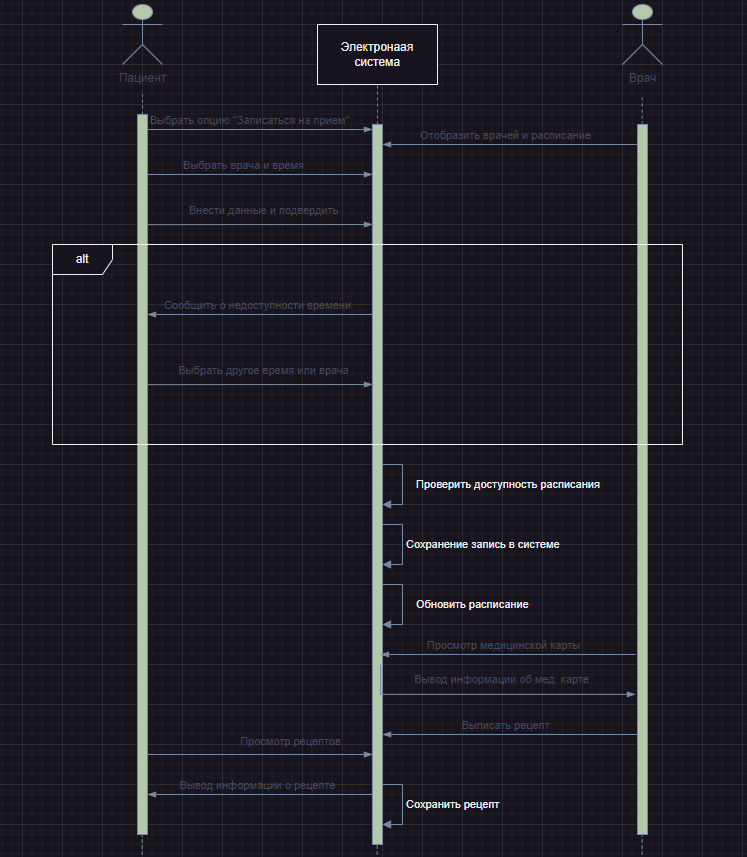 Электронаая
система
Пациент
Врач
Выбрать опцию "Записаться на прием"
Отобразить врачей и расписание
Выбрать врача и время
Внести данные и подвердить
alt
Сообщить о недоступности времени
Выбрать другое время или врача
Проверить доступность расписания
Сохранение запись в системе
Обновить расписание
Просмотр медицинской карты
Вывод информации об мед. карте
Выписать рецепт
Просмотр рецептов
Вывод информации о рецепте
Сохранить рецепт